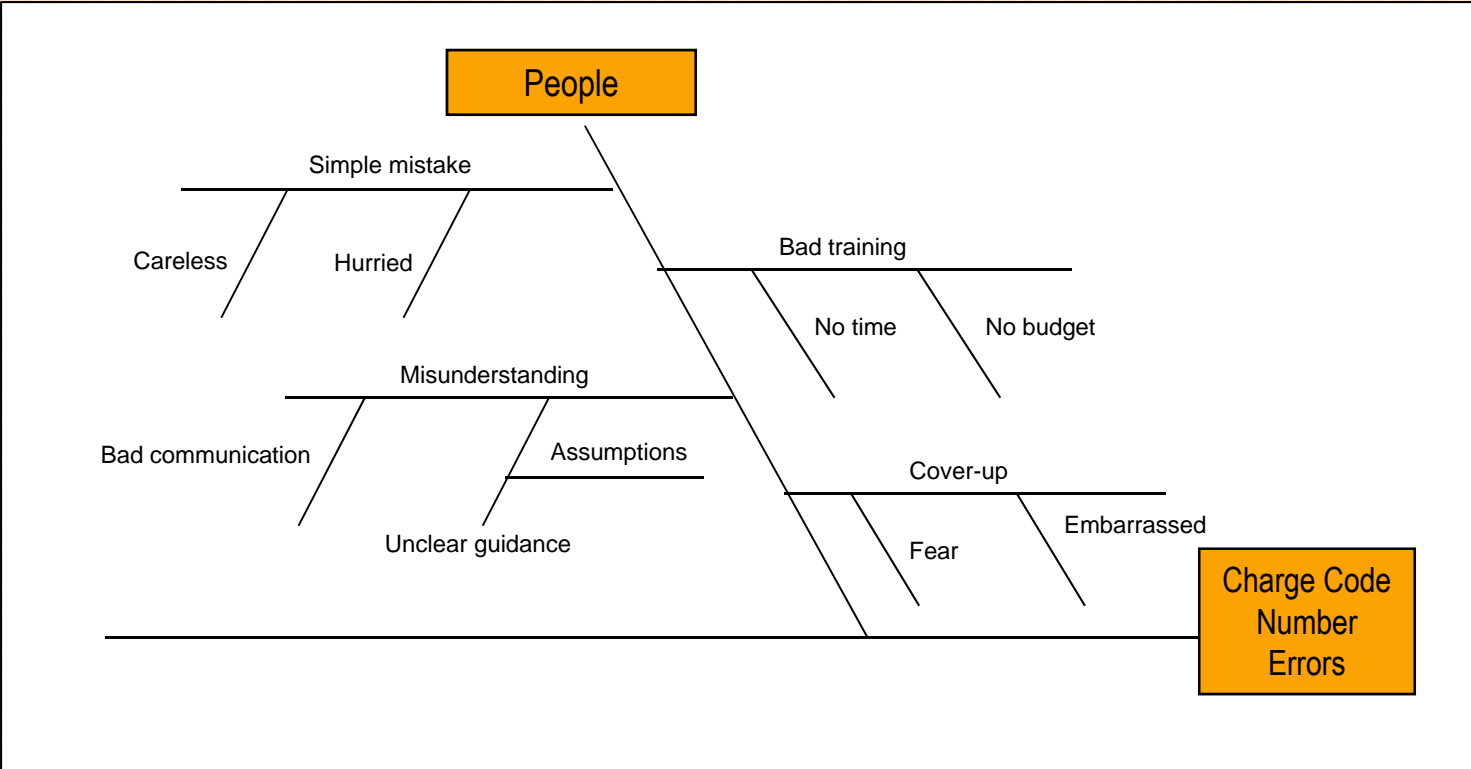 People
Simple mistake
Careless
Hurried
Bad training
No time
No budget
Misunderstanding
Bad communication
Assumptions
Unclear guidance
Cover-up
Fear
Embarrassed
Charge Code
Number
Errors